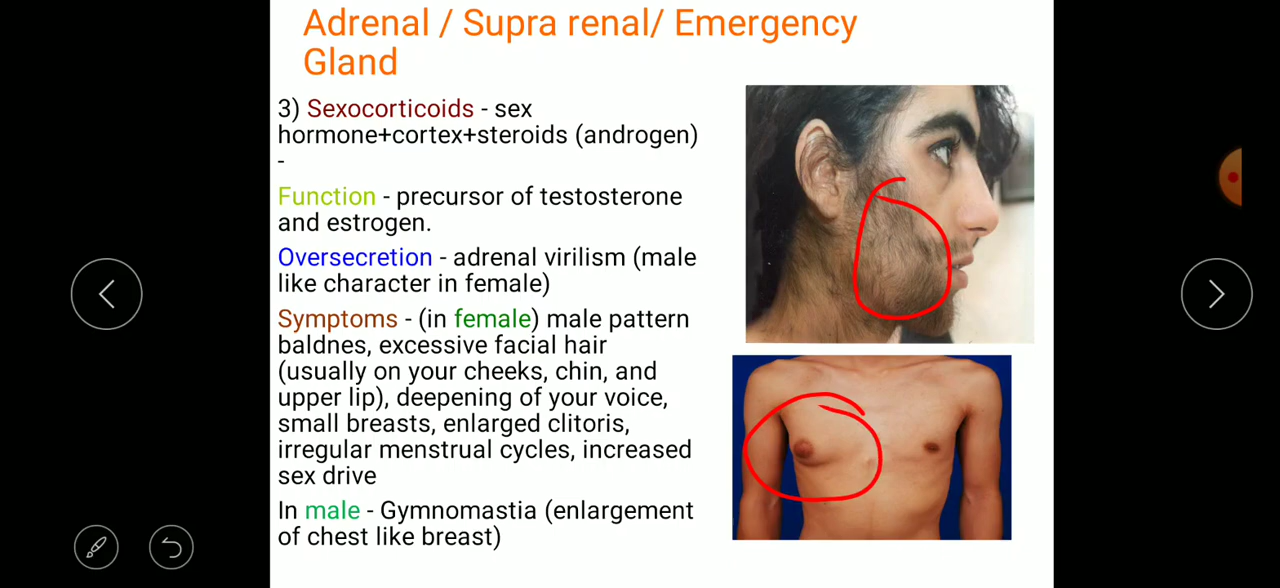 Adrenal / Supra renal/ Emergency
Gland
3) Sexocorticoids - sex
hormone+cortex+steroids (androgen)
-
Function - precursor of testosterone
and estrogen.
Oversecretion - adrenal virilism (male
like character in female)
Symptoms - (in female) male pattern
baldnes, excessive facial hair
(usually on your cheeks, chin, and
upper lip), deepening of your voice,
small breasts, enlarged clitoris,
irregular menstrual cycles, increased
sex drive
In male - Gymnomastia (enlargement
of chest like breast)